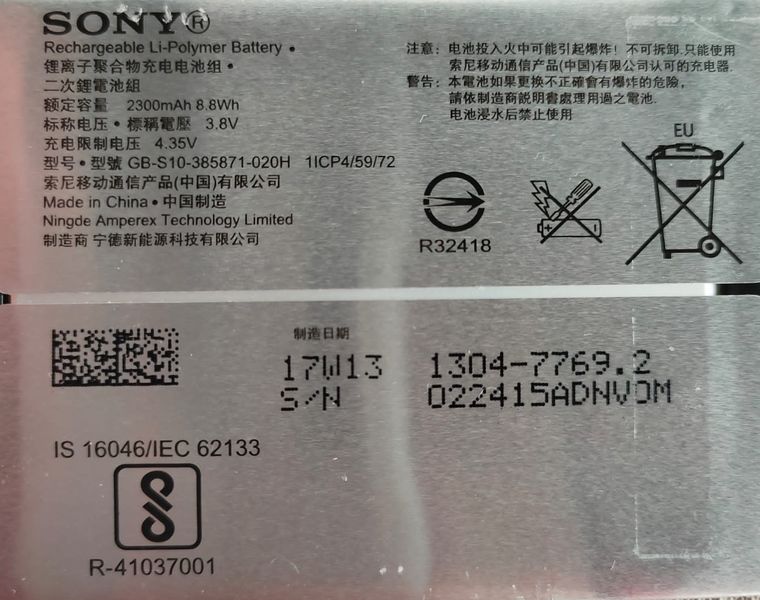 SONY®
Rechargeable Li-Polymer Battery •
锂离子聚合物充电电池组 •
二次鋰電池組
额定容量 2300mAh 8.8Wh
标称电压 • 標稱電壓 3.8V
充电限制电压 4.35V
型号 • 型號 GB-S10-385871-020H 1ICP4/59/72
索尼移动通信产品(中国)有限公司
Made in China • 中国制造
Ningde Amperex Technology Limited
制造商 宁德新能源科技有限公司
注意: 电池投入火中可能引起爆炸! 不可拆卸.只能使用
索尼移动通信产品(中国)有限公司认可的充电器.
警告: 本電池如果更换不正確會有爆炸的危險,
請依制造商説明書處理用過之電池.
电池浸水后禁止使用
R32418
EU
制造日期
17W13 1304-7769.2
S/N 022415ADNV0M
IS 16046/IEC 62133
R-41037001